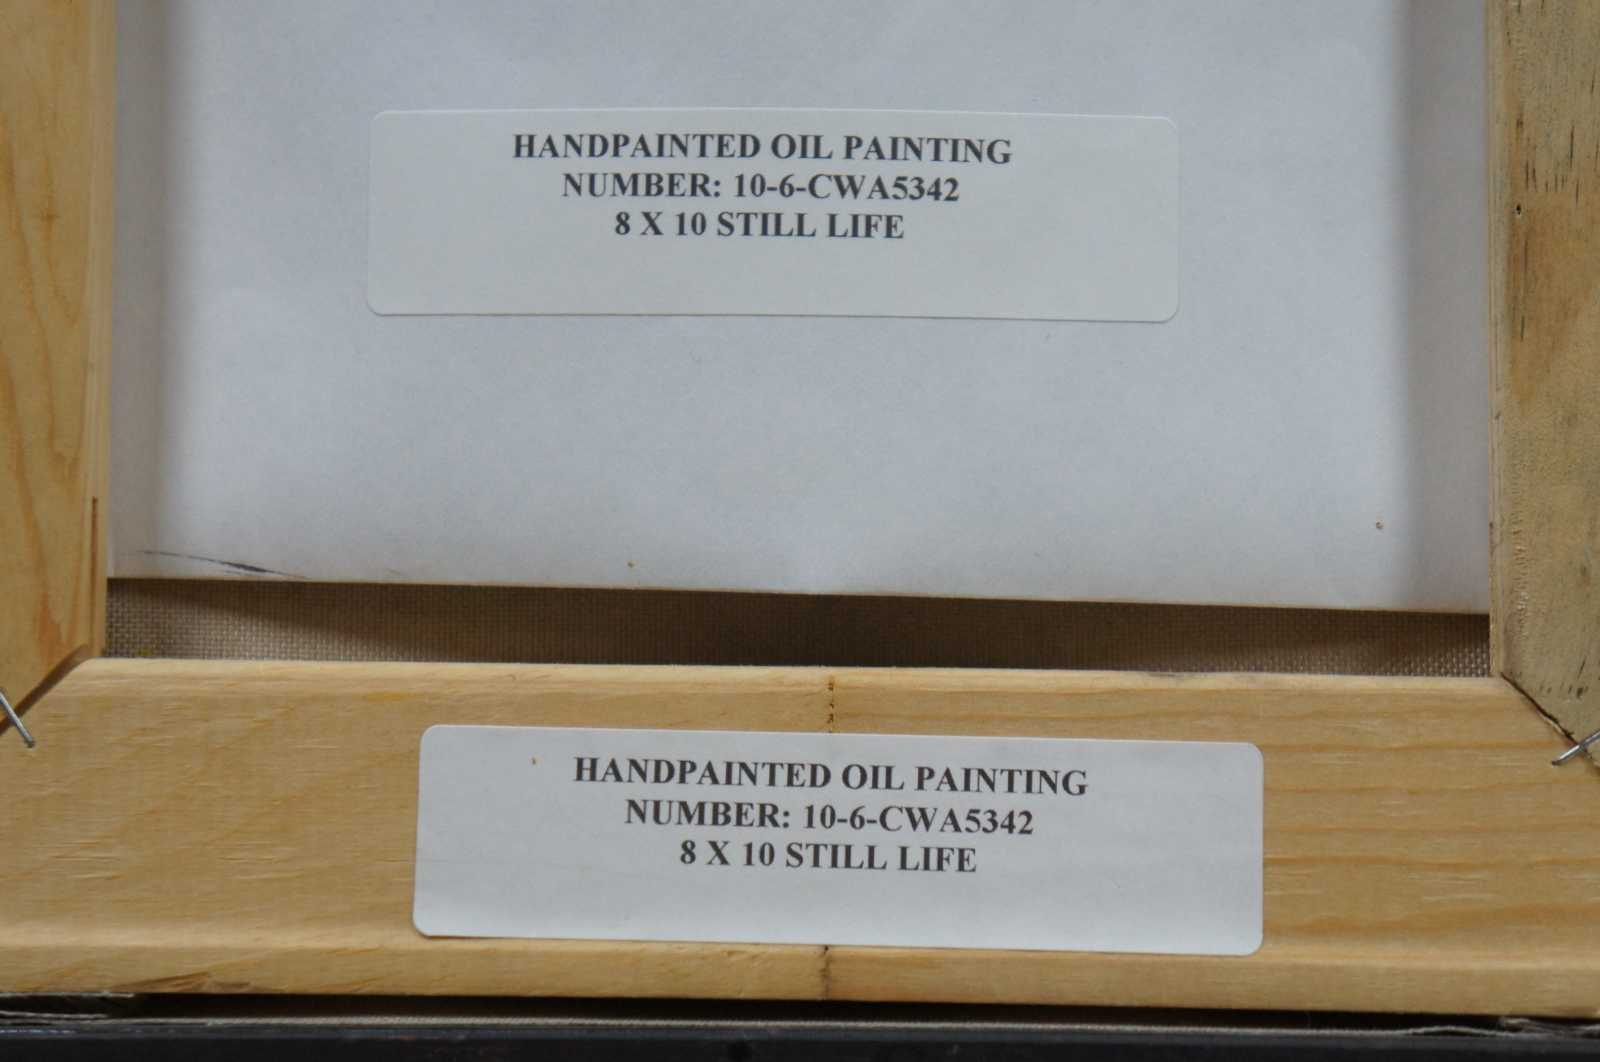 HANDPAINTED OIL PAINTING
NUMBER: 10-6-CWA5342
8 X 10 STILL LIFE
HANDPAINTED OIL PAINTING
NUMBER: 10-6-CWA5342
8 X 10 STILL LIFE